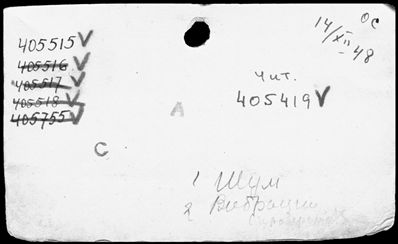 405515 ✓
405516 ✓
405517 ✓
405518 ✓
405755 ✓
14/XII-48
ОС
Чит.
405419 ✓
А
С
1 Шум
2 Вибрации